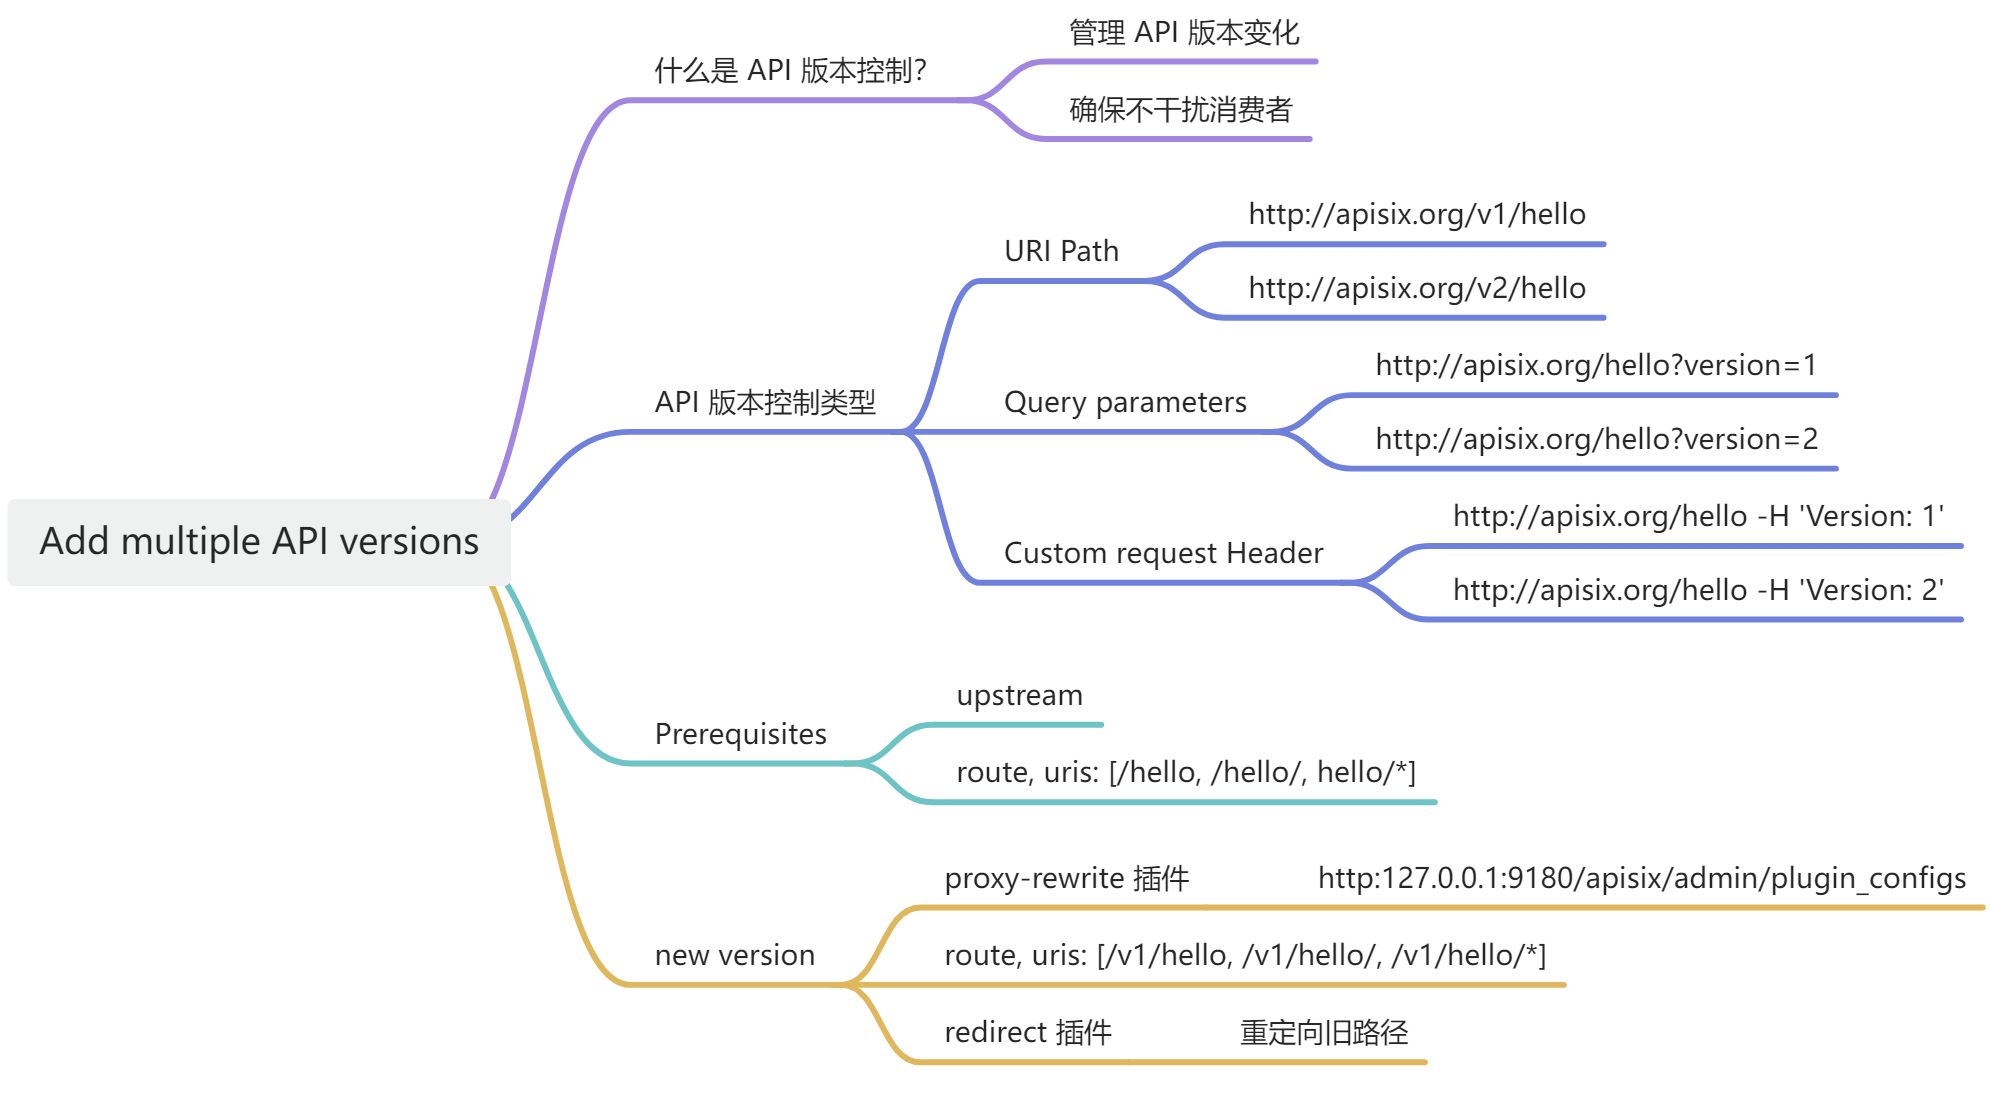 管理 API 版本变化
什么是 API 版本控制？
确保不干扰消费者
http://apisix.org/v1/hello
URI Path
http://apisix.org/v2/hello
http://apisix.org/hello?version=1
API 版本控制类型
Query parameters
http://apisix.org/hello?version=2
http://apisix.org/hello -H 'Version: 1'
Add multiple API versions
Custom request Header
http://apisix.org/hello -H 'Version: 2'
upstream
Prerequisites
route, uris: [/hello, /hello/, hello/*]
proxy-rewrite 插件
http:127.0.0.1:9180/apisix/admin/plugin_configs
new version
route, uris: [/v1/hello, /v1/hello/, /v1/hello/*]
redirect 插件
重定向旧路径